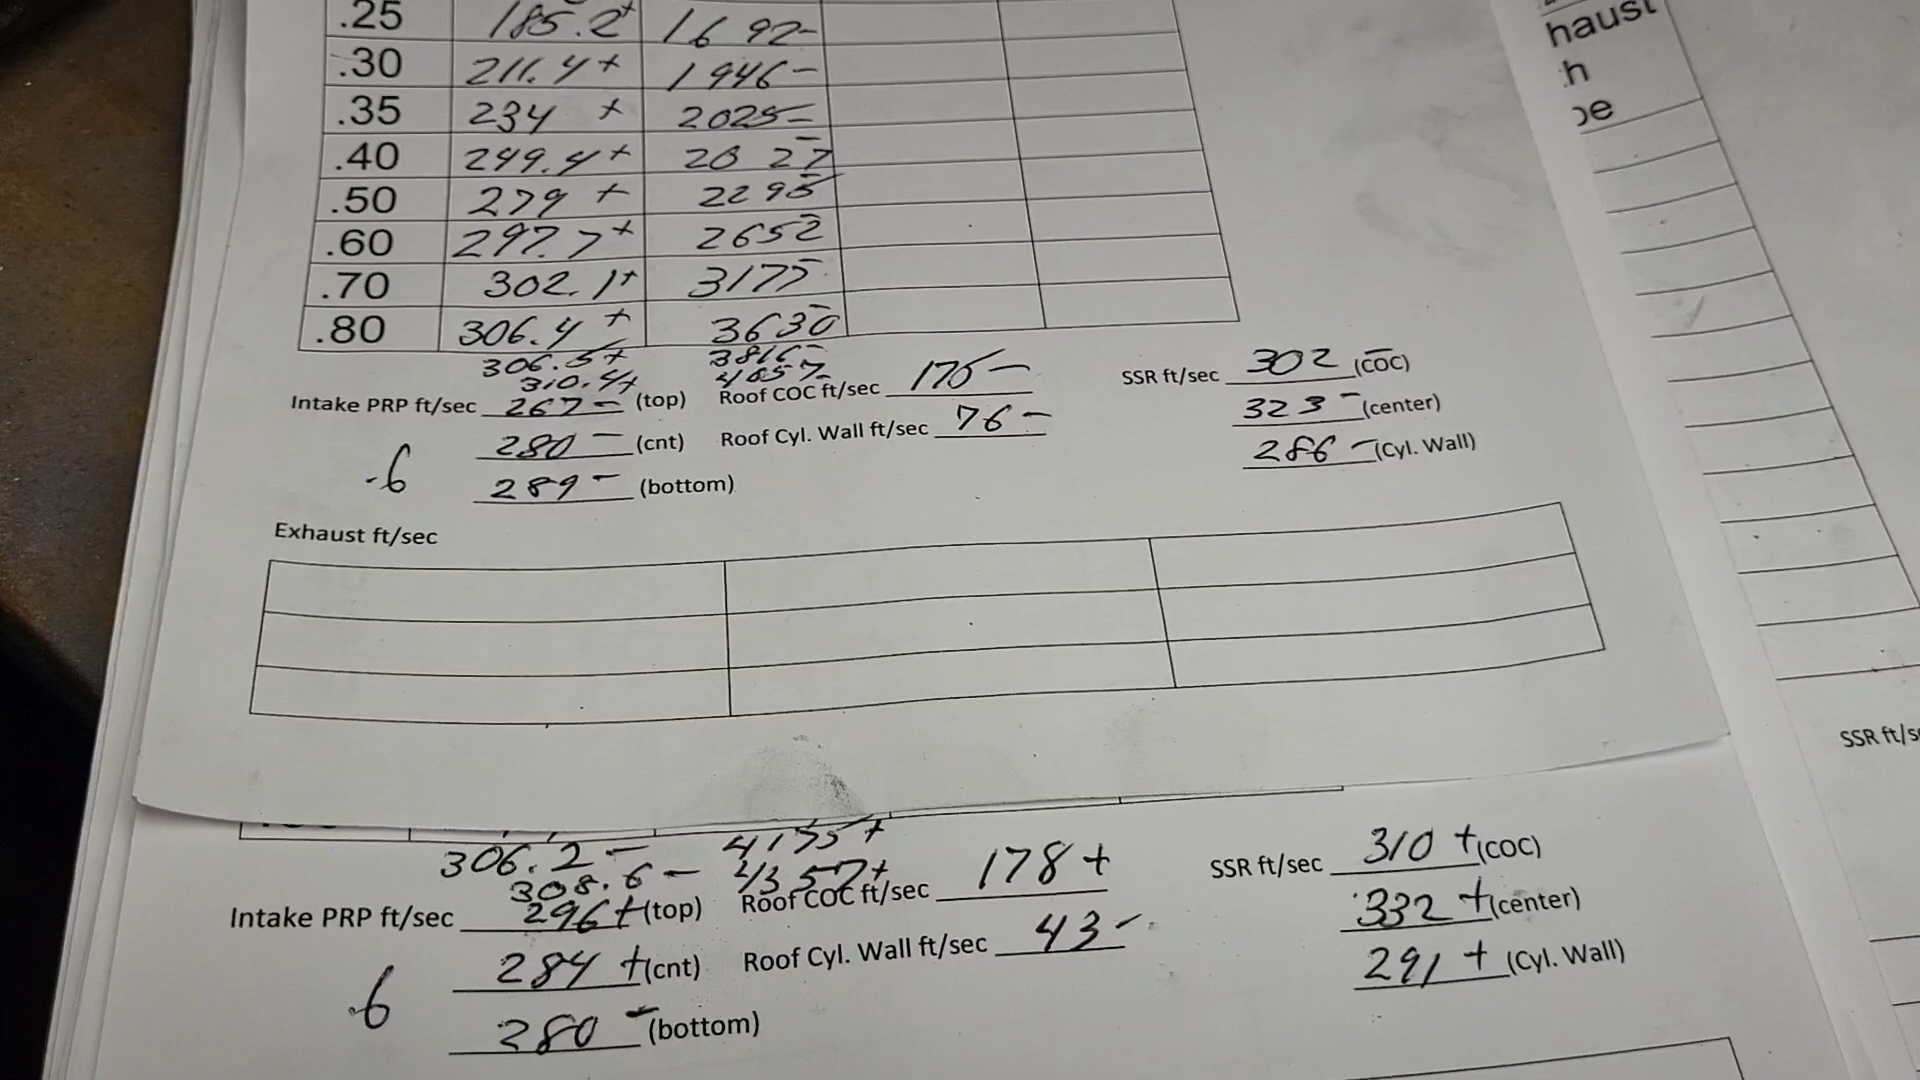 .25 185.2+ 1692-
.30 211.4+ 1946-
.35 234 + 2025-
.40 249.4+ 2027-
.50 279 + 2295-
.60 297.7+ 2652-
.70 302.1+ 3175-
.80 306.4+ 3630-
306.5+ 3816-
310.4+ 4057-
Intake PRP ft/sec 267- (top) Roof COC ft/sec 175- SSR ft/sec 302- (COC)
280- (cnt) Roof Cyl. Wall ft/sec 76- 323- (center)
.6 289- (bottom) 286- (Cyl. Wall)
Exhaust ft/sec
306.2- 4155+
308.6- 4357+
Intake PRP ft/sec 296+ (top) Roof COC ft/sec 178+ SSR ft/sec 310+ (COC)
284+ (cnt) Roof Cyl. Wall ft/sec 43- 332+ (center)
.6 280- (bottom) 291+ (Cyl. Wall)
haust
SSR ft/s